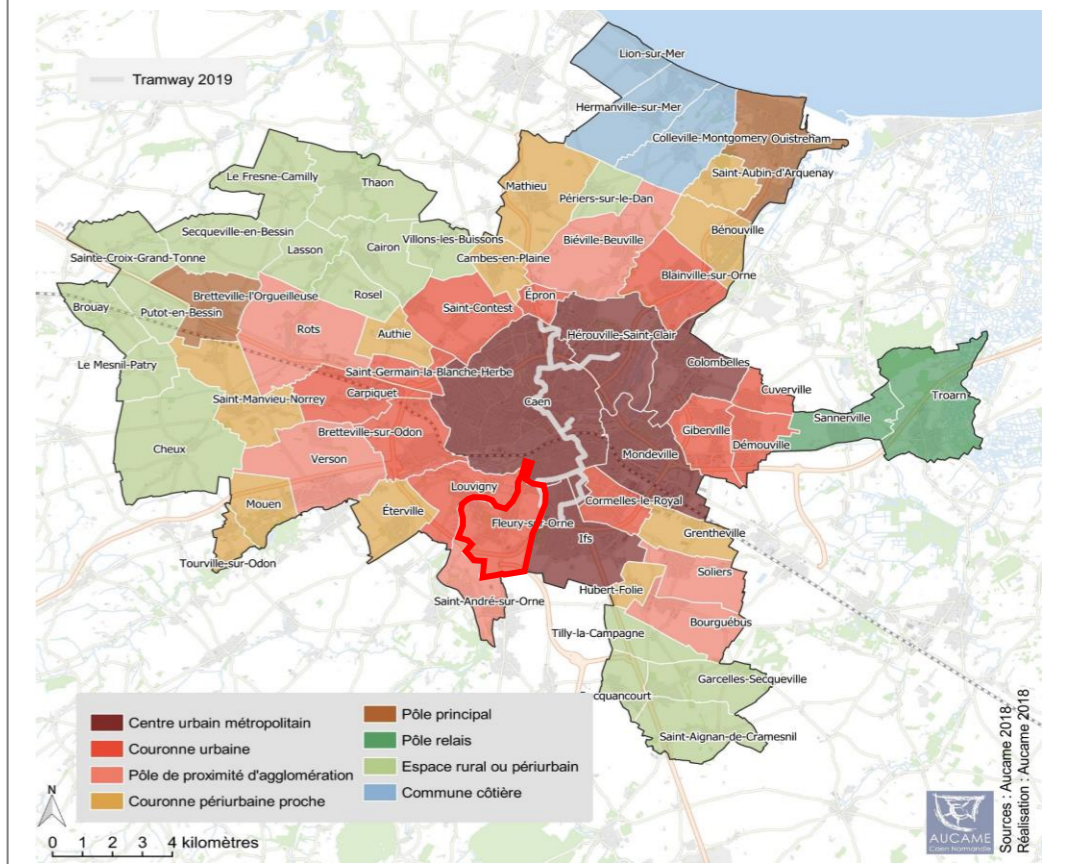 Tramway 2019
Lion-sur-Mer
Hermanville-sur-Mer
Colleville-Montgomery
Ouistreham
Saint-Aubin-d'Arquenay
Le Fresne-Camilly
Thaon
Mathieu
Périers-sur-le-Dan
Bénouville
Secqueville-en-Bessin
Lasson
Cairon
Villons-les-Buissons
Biéville-Beuville
Sainte-Croix-Grand-Tonne
Cambes-en-Plaine
Blainville-sur-Orne
Bretteville-l'Orgueilleuse
Rosel
Saint-Contest
Épron
Brouay
Putot-en-Bessin
Rots
Authie
Hérouville-Saint-Clair
Le Mesnil-Patry
Saint-Germain-la-Blanche-Herbe
Colombelles
Cuverville
Troarn
Saint-Manvieu-Norrey
Carpiquet
Caen
Sannerville
Giberville
Démouville
Bretteville-sur-Odon
Cheux
Verson
Mondeville
Louvigny
Mouen
Éterville
Cormelles-le-Royal
Fleury-sur-Orne
Ifs
Grentheville
Tourville-sur-Odon
Soliers
Hubert-Folie
Saint-André-sur-Orne
Bourguébus
Tilly-la-Campagne
Garcelles-Secqueville
cquancourt
Saint-Aignan-de-Cramesnil
Centre urbain métropolitain
Couronne urbaine
Pôle de proximité d'agglomération
Couronne périurbaine proche
Pôle principal
Pôle relais
Espace rural ou périurbain
Commune côtière
N
0 1 2 3 4 kilomètres
AUCAME
Caen Normandie
Sources : Aucame 2018
Réalisation : Aucame 2018